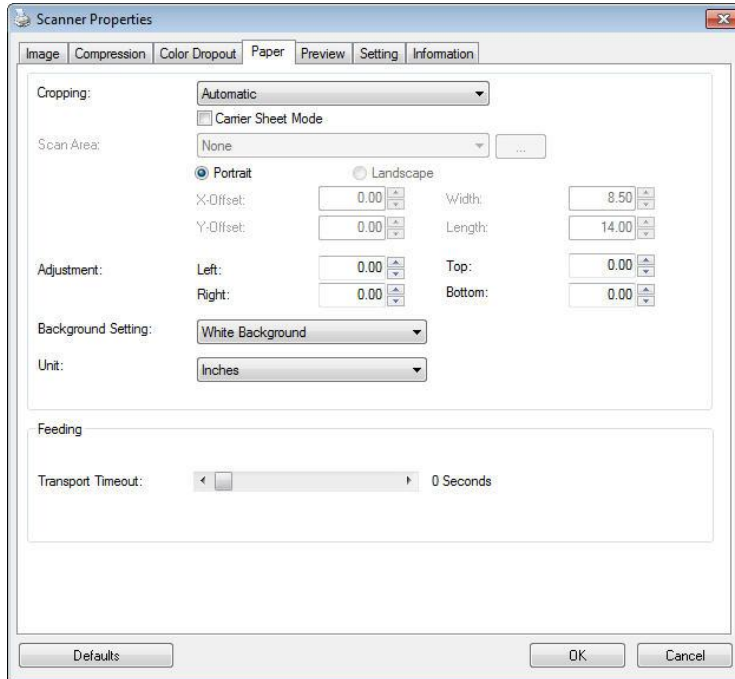 Scanner Properties
Image Compression Color Dropout Paper Preview Setting Information
Cropping: Automatic
Carrier Sheet Mode
Scan Area: None ...
Portrait Landscape
X-Offset: 0.00 Width: 8.50
Y-Offset: 0.00 Length: 14.00
Adjustment: Left: 0.00 Top: 0.00
Right: 0.00 Bottom: 0.00
Background Setting: White Background
Unit: Inches
Feeding
Transport Timeout: 0 Seconds
Defaults OK Cancel